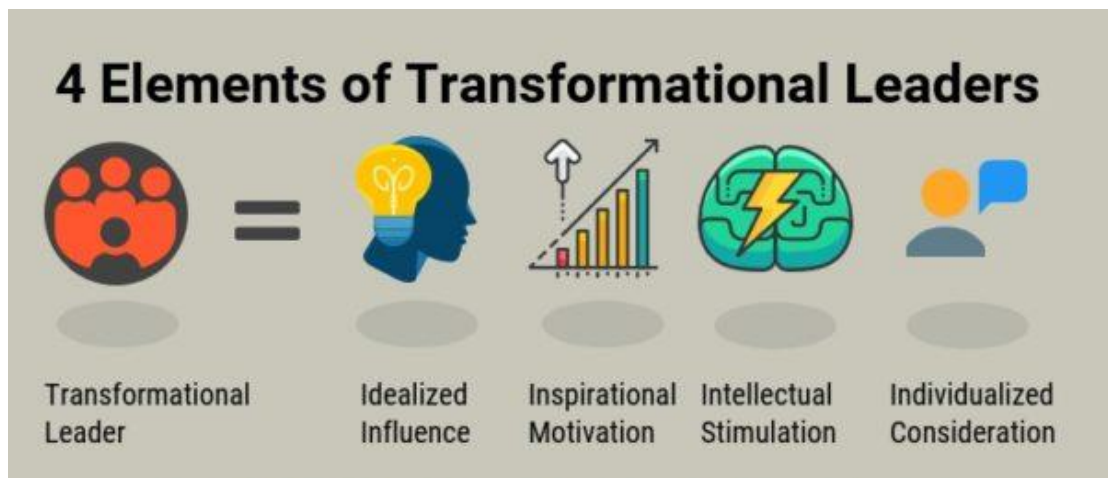 4 Elements of Transformational Leaders
Transformational
Leader
Idealized
Influence
Inspirational
Motivation
Intellectual
Stimulation
Individualized
Consideration